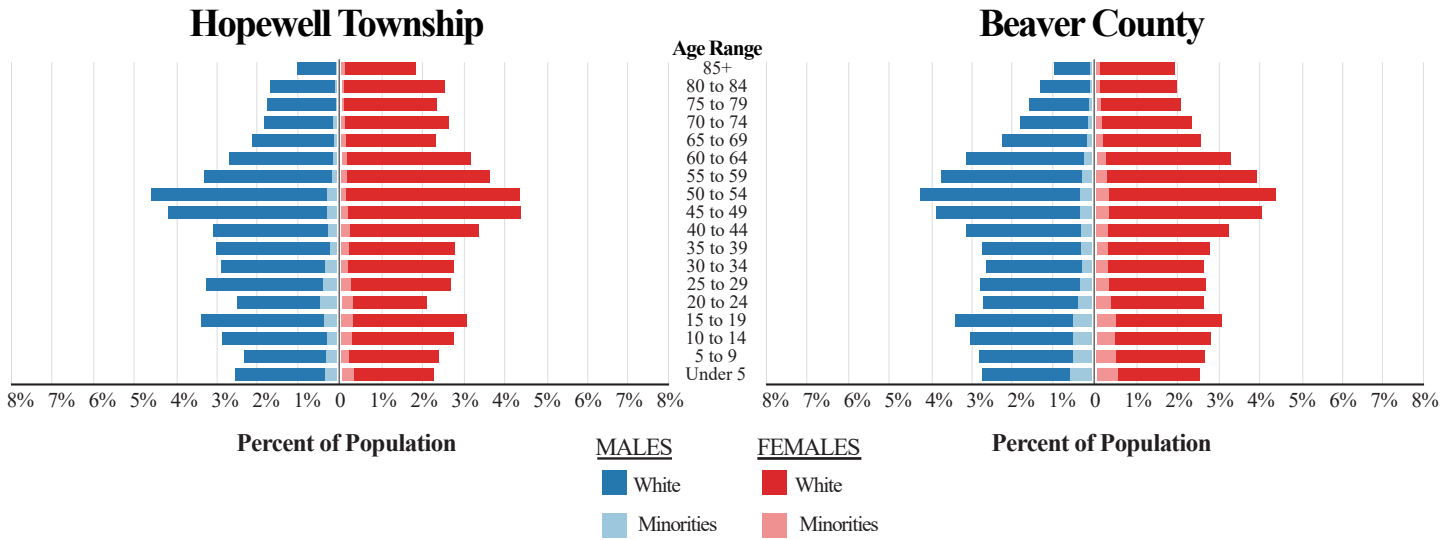 Hopewell Township
Beaver County
Age Range
85+
80 to 84
75 to 79
70 to 74
65 to 69
60 to 64
55 to 59
50 to 54
45 to 49
40 to 44
35 to 39
30 to 34
25 to 29
20 to 24
15 to 19
10 to 14
5 to 9
Under 5
8% 7% 6% 5% 4% 3% 2% 1% 0 1% 2% 3% 4% 5% 6% 7% 8%
8% 7% 6% 5% 4% 3% 2% 1% 0 1% 2% 3% 4% 5% 6% 7% 8%
Percent of Population
Percent of Population
MALES
White
Minorities
FEMALES
White
Minorities